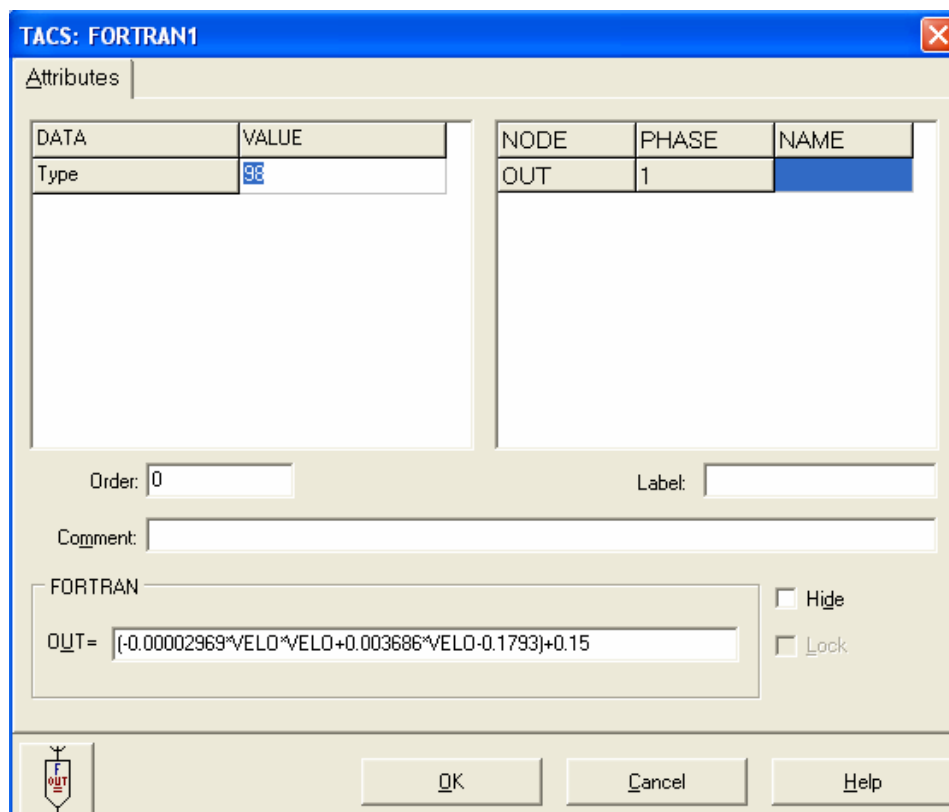 TACS: FORTRAN1
Attributes
DATA VALUE
Type 98
NODE PHASE NAME
OUT 1
Order: 0
Label:
Comment:
FORTRAN
OUT= (-0.00002969*VELO*VELO+0.003686*VELO-0.1793)+0.15
Hide
Lock
F
OUT
OK Cancel Help